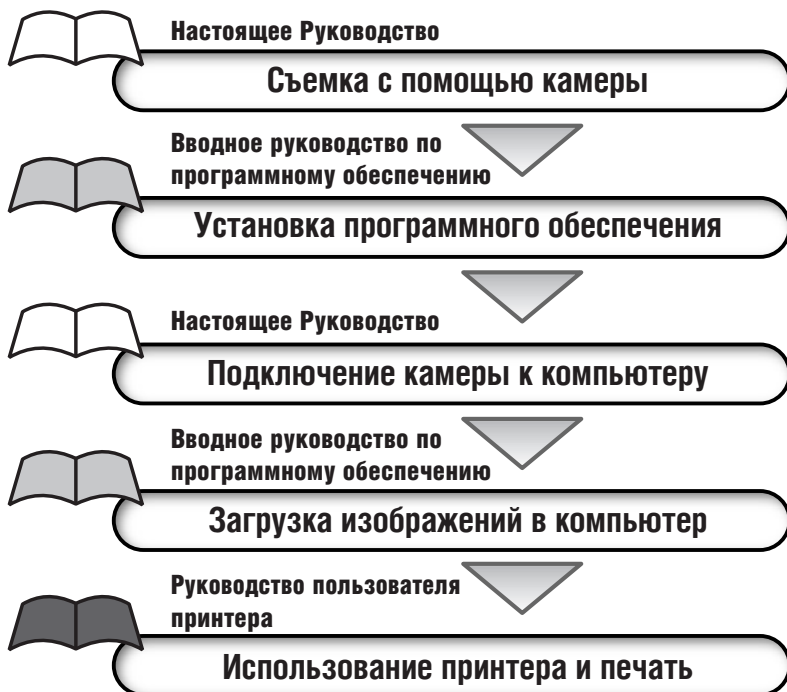 Настоящее Руководство
Съемка с помощью камеры
Вводное руководство по
программному обеспечению
Установка программного обеспечения
Настоящее Руководство
Подключение камеры к компьютеру
Вводное руководство по
программному обеспечению
Загрузка изображений в компьютер
Руководство пользователя
принтера
Использование принтера и печать